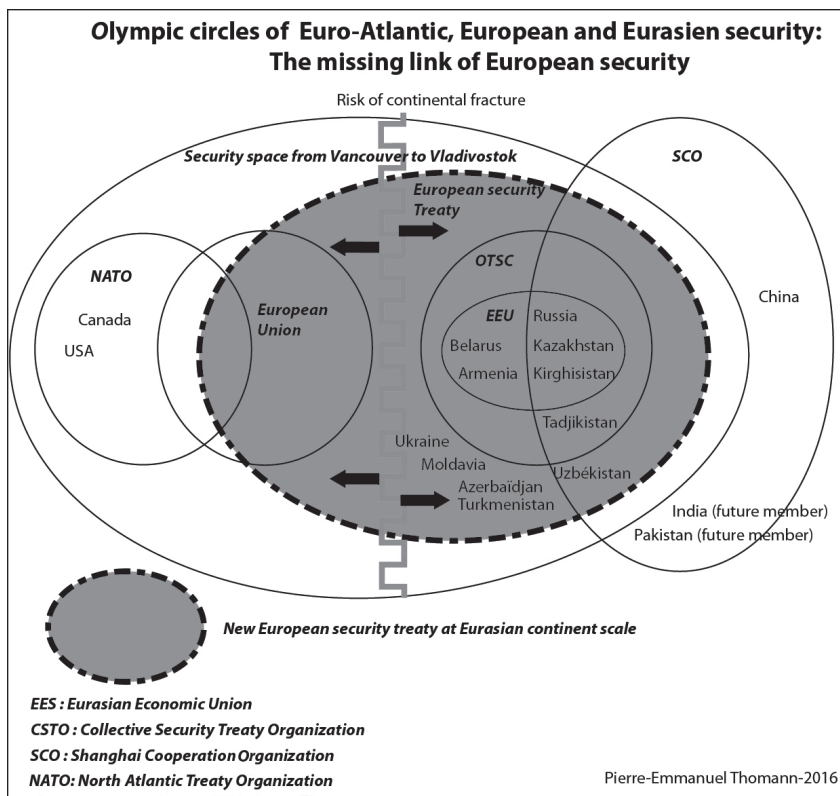 Olympic circles of Euro-Atlantic, European and Eurasien security:
The missing link of European security
Risk of continental fracture
Security space from Vancouver to Vladivostok
SCO
European security
Treaty
NATO
Canada
USA
European
Union
OTSC
EEU
Russia
Belarus
Kazakhstan
Armenia
Kirghisistan
China
Tadjikistan
Ukraine
Moldavia
Uzbékistan
Azerbaïdjan
Turkmenistan
India (future member)
Pakistan (future member)
New European security treaty at Eurasian continent scale
EES : Eurasian Economic Union
CSTO : Collective Security Treaty Organization
SCO : Shanghai Cooperation Organization
NATO: North Atlantic Treaty Organization
Pierre-Emmanuel Thomann-2016